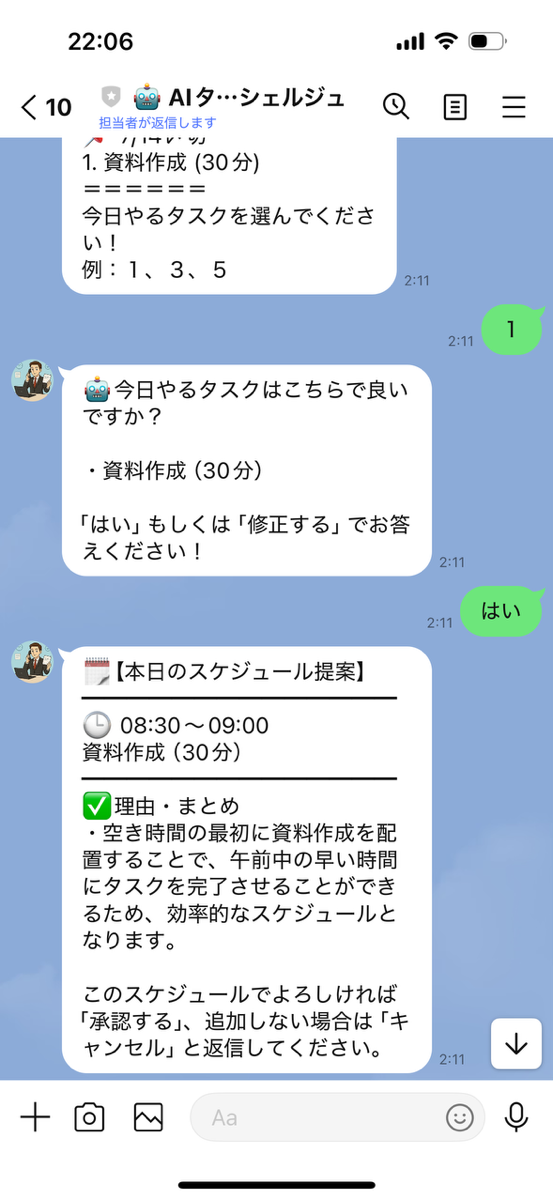 22:06
10
AIタ…シェルジュ
担当者が返信します
1. 資料作成 (30分)
======
今日やるタスクを選んでくださ
い！
例：１、３、５
2:11
1
2:11
今日やるタスクはこちらで良い
ですか？
・資料作成（30分）
「はい」もしくは「修正する」でお答
えください！
2:11
はい
2:11
【本日のスケジュール提案】
08:30～09:00
資料作成（30分）
理由・まとめ
・空き時間の最初に資料作成を配
置することで、午前中の早い時間
にタスクを完了させることができ
るため、効率的なスケジュールと
なります。
このスケジュールでよろしければ
「承認する」、追加しない場合は「キ
ャンセル」と返信してください。
2:11
Aa